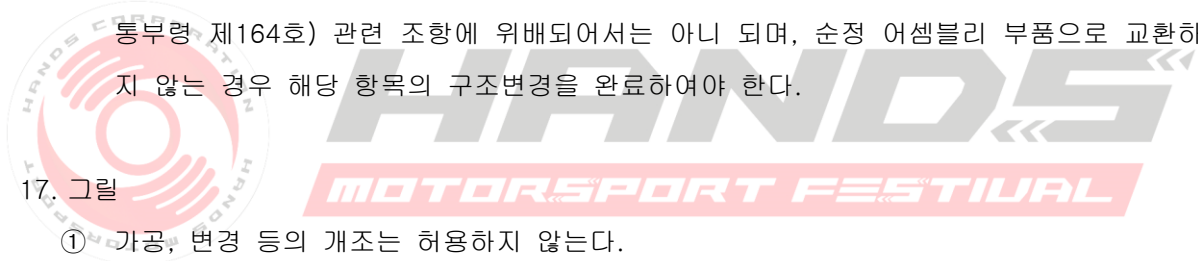 통부령 제164호) 관련 조항에 위배되어서는 아니 되며, 순정 어셈블리 부품으로 교환하
지 않는 경우 해당 항목의 구조변경을 완료하여야 한다.
HANDS
MOTORSPORT FESTIVAL
HANDS CORPORATION HANDS MOTORSPORT
17. 그릴
① 가공, 변경 등의 개조는 허용하지 않는다.